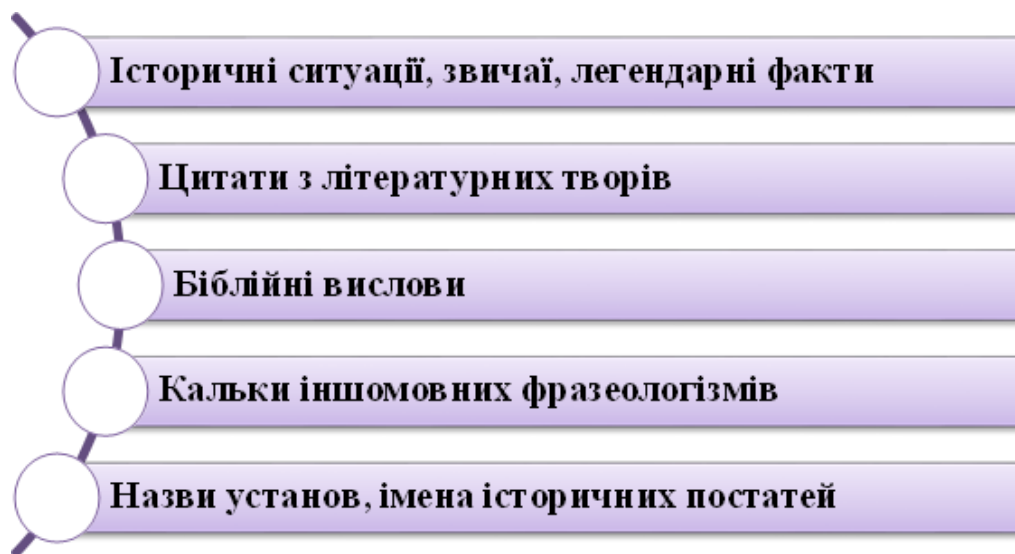 Історичні ситуації, звичаї, легендарні факти
Цитати з літературних творів
Біблійні вислови
Кальки іншомовних фразеологізмів
Назви установ, імена історичних постатей